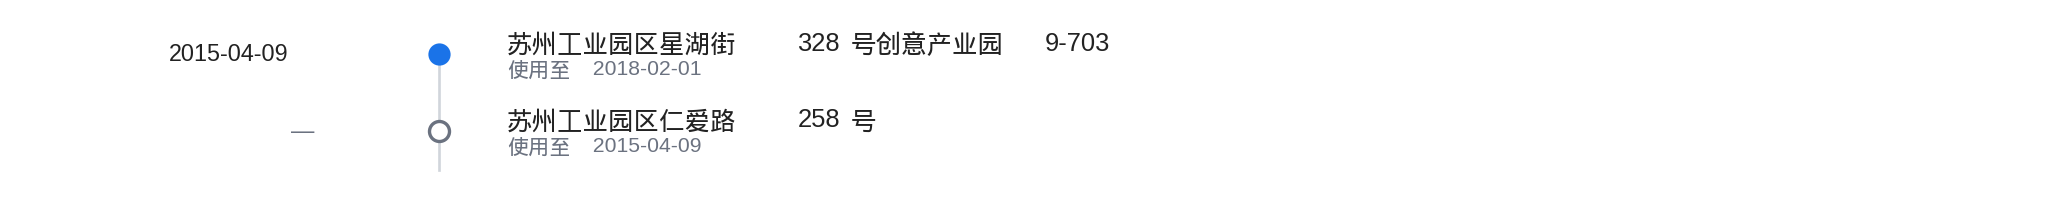 2015-04-09
苏州工业园区星湖街 328 号创意产业园 9-703
使用至 2018-02-01
—
苏州工业园区仁爱路 258 号
使用至 2015-04-09